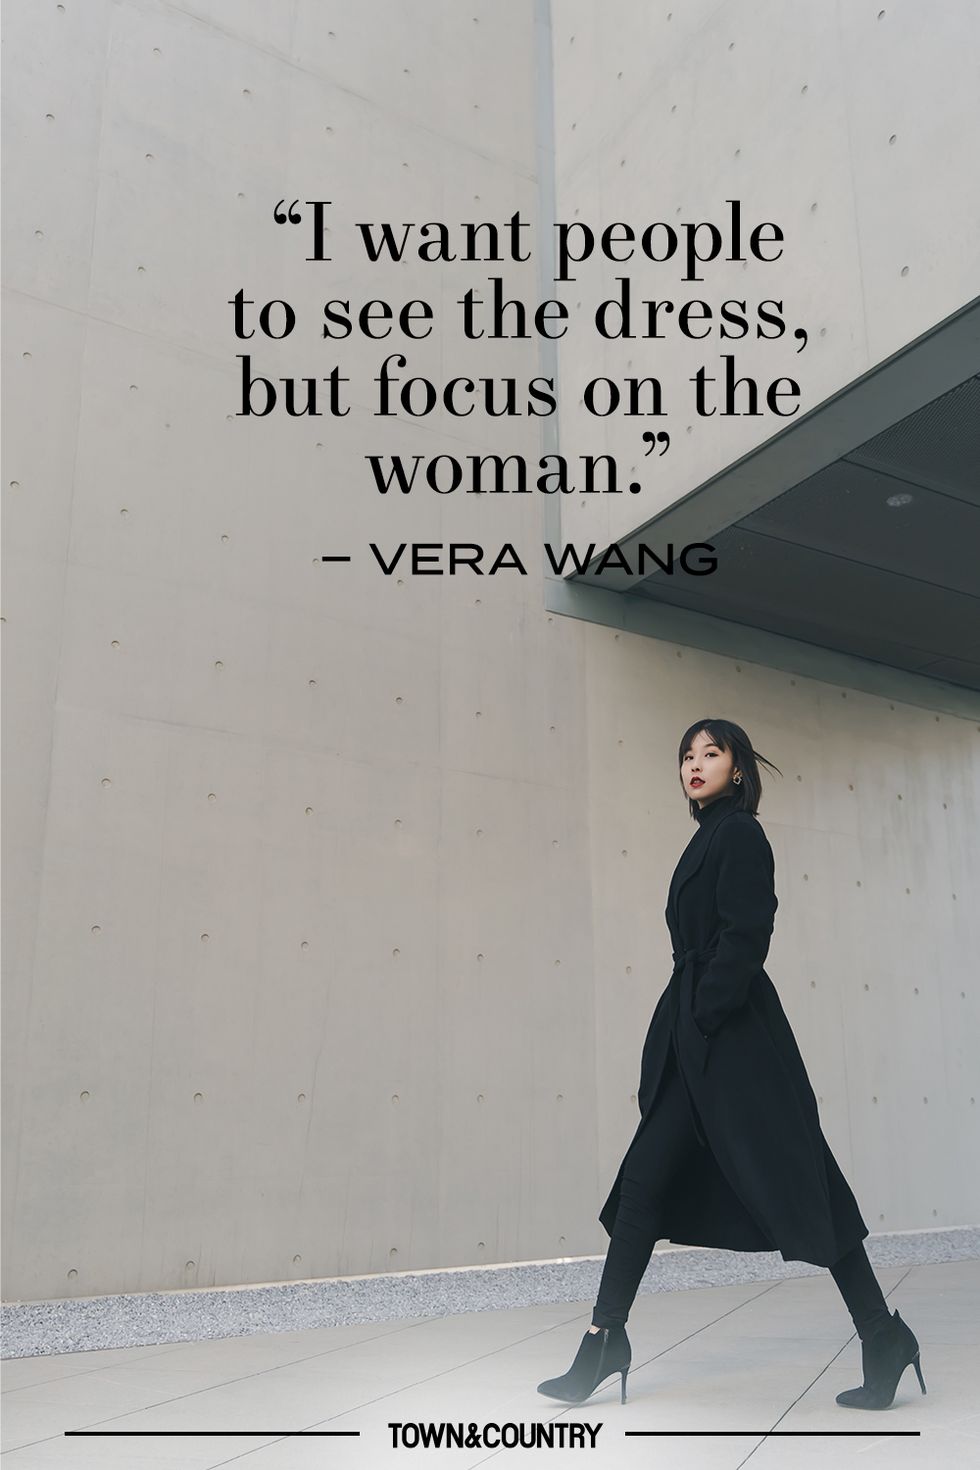 “I want people
to see the dress,
but focus on the
woman.”
– VERA WANG
TOWN&COUNTRY